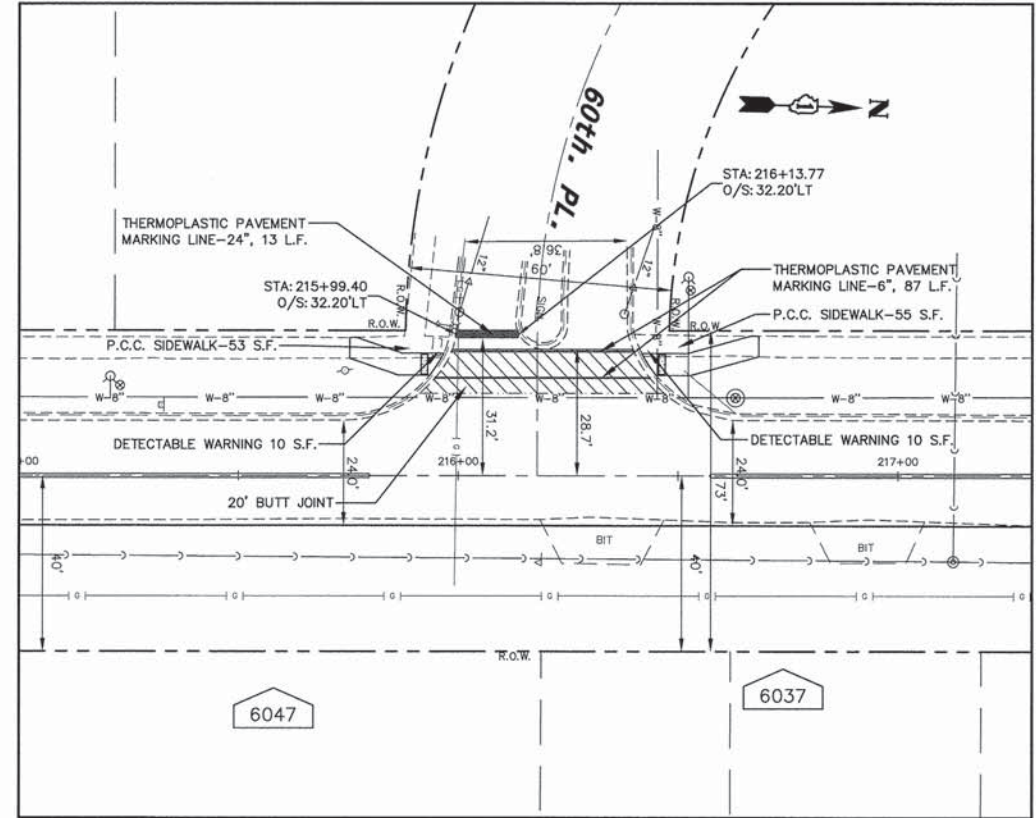 60th. PL.
N
STA: 216+13.77
O/S: 32.20'LT
THERMOPLASTIC PAVEMENT
MARKING LINE-24", 13 L.F.
W-8"
36.8'
60'
12"
12"
THERMOPLASTIC PAVEMENT
MARKING LINE-6", 87 L.F.
STA: 215+99.40
O/S: 32.20'LT
R.O.W.
R.O.W.
SIGN
W-8"
R.O.W.
R.O.W.
P.C.C. SIDEWALK-55 S.F.
P.C.C. SIDEWALK-53 S.F.
W-8"
W-8"
W-8"
W-8"
W-8"
W-8"
W-8"
W-8"
31.2'
28.7'
DETECTABLE WARNING 10 S.F.
DETECTABLE WARNING 10 S.F.
+00
24.0'
G
216+00
24.0'
217+00
73'
20' BUTT JOINT
BIT
BIT
40'
40'
G
G
G
G
G
G
R.O.W.
6047
6037